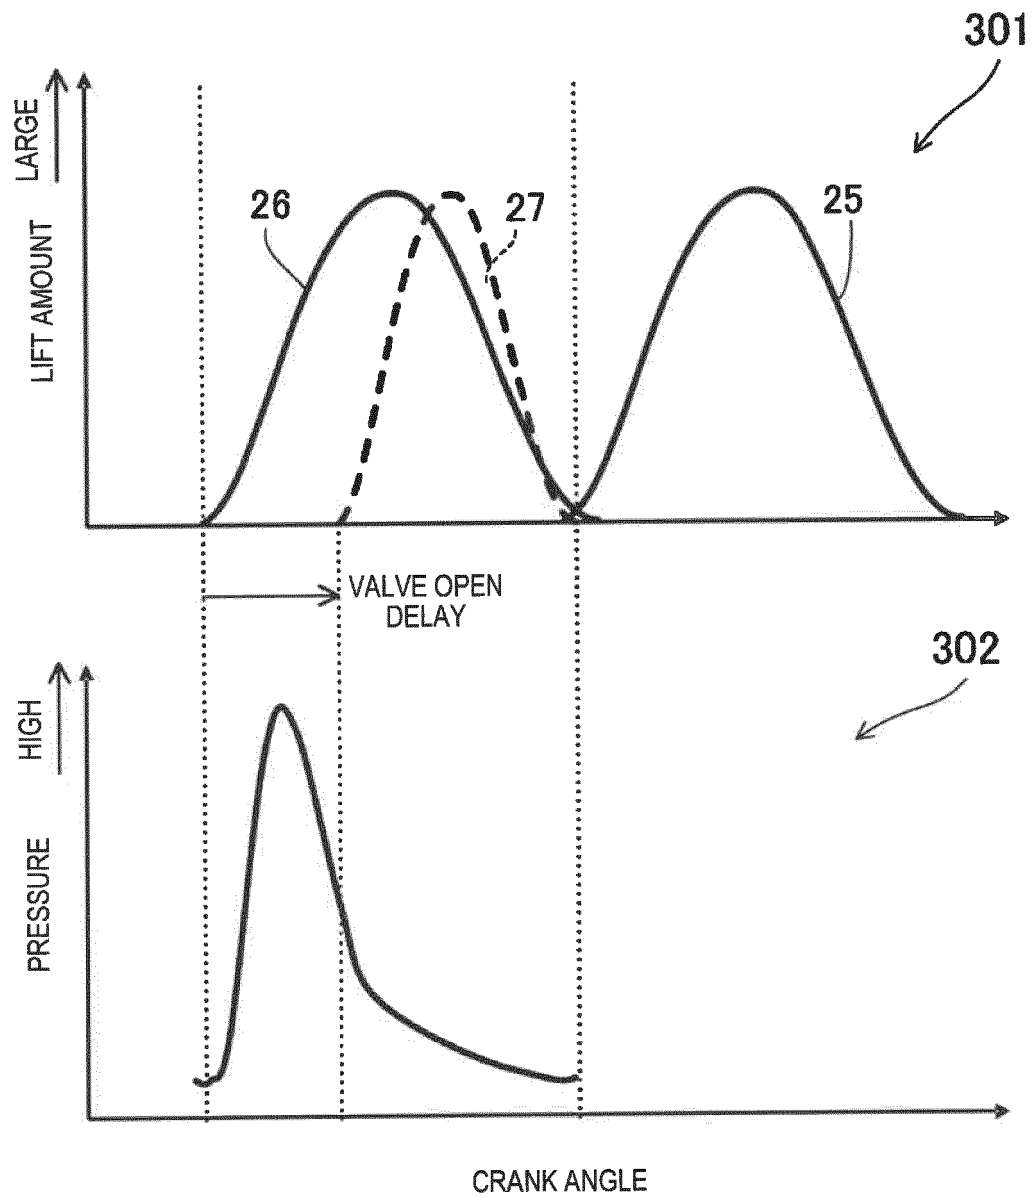 301
LARGE
LIFT AMOUNT
26
27
25
VALVE OPEN
DELAY
302
HIGH
PRESSURE
CRANK ANGLE